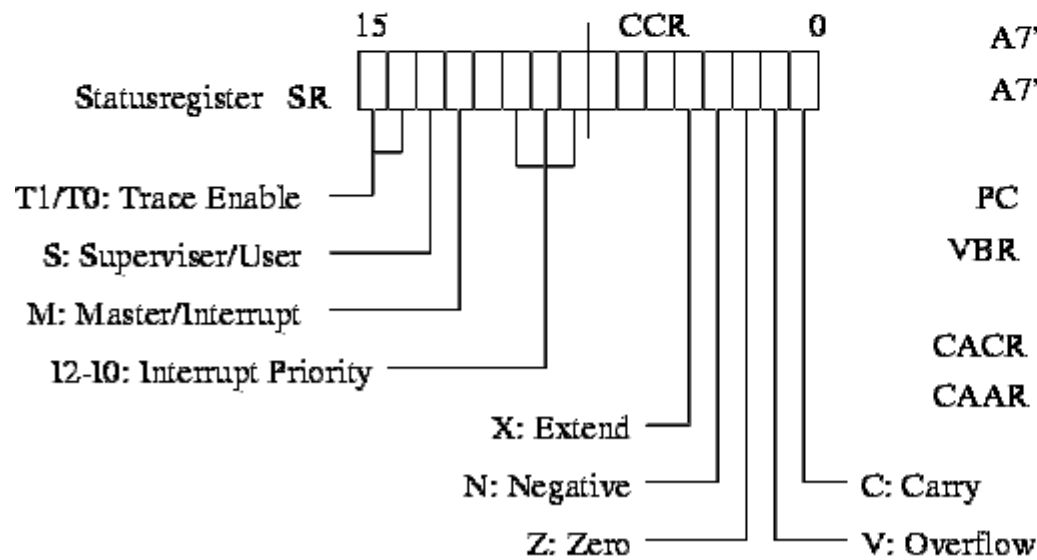 15 CCR 0
A7'
Statusregister SR
A7'
T1/T0: Trace Enable
PC
S: Superviser/User
VBR
M: Master/Interrupt
CACR
I2-I0: Interrupt Priority
CAAR
X: Extend
N: Negative
C: Carry
Z: Zero
V: Overflow